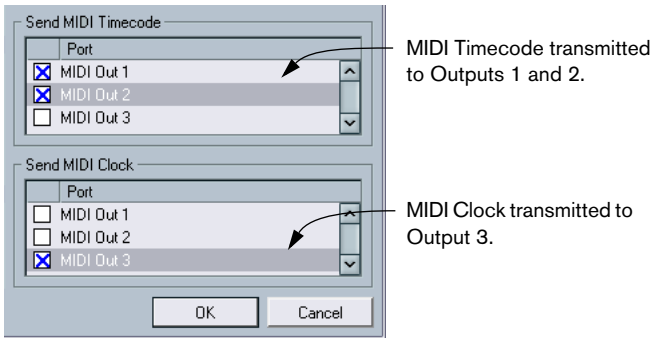 Send MIDI Timecode
Port
MIDI Out 1
MIDI Out 2
MIDI Out 3
MIDI Timecode transmitted
to Outputs 1 and 2.
Send MIDI Clock
Port
MIDI Out 1
MIDI Out 2
MIDI Out 3
MIDI Clock transmitted to
Output 3.
OK
Cancel